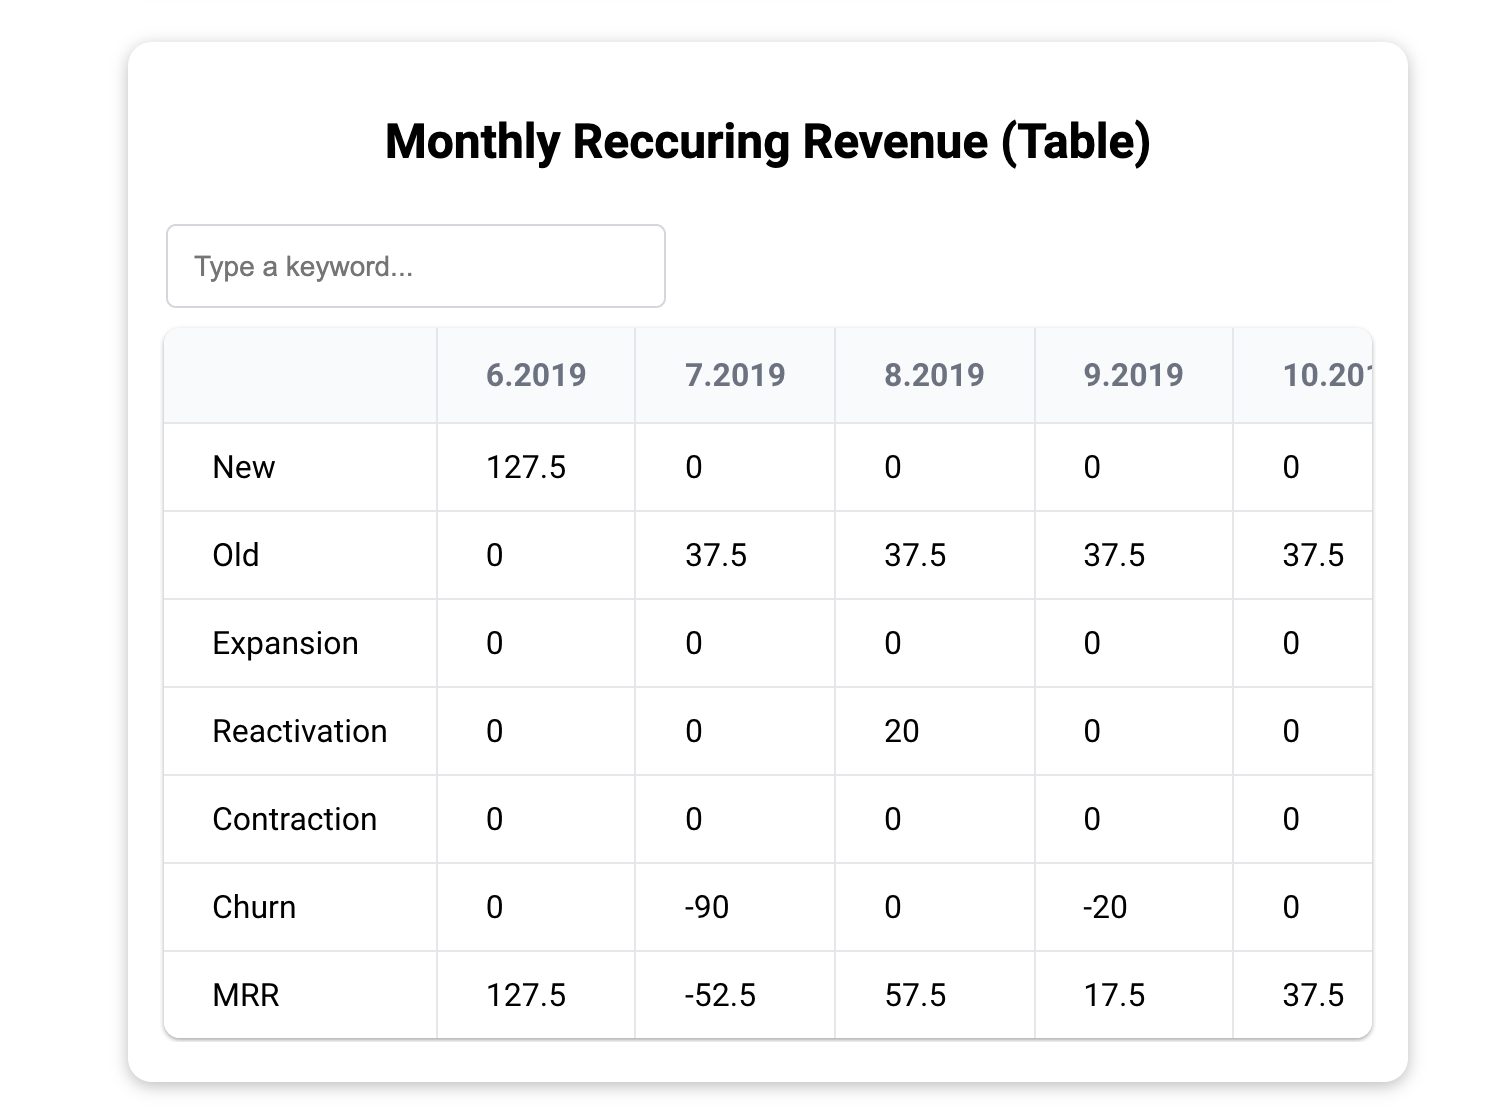 Monthly Reccuring Revenue (Table)
Type a keyword...
6.2019 7.2019 8.2019 9.2019 10.201
New 127.5 0 0 0 0
Old 0 37.5 37.5 37.5 37.5
Expansion 0 0 0 0 0
Reactivation 0 0 20 0 0
Contraction 0 0 0 0 0
Churn 0 -90 0 -20 0
MRR 127.5 -52.5 57.5 17.5 37.5